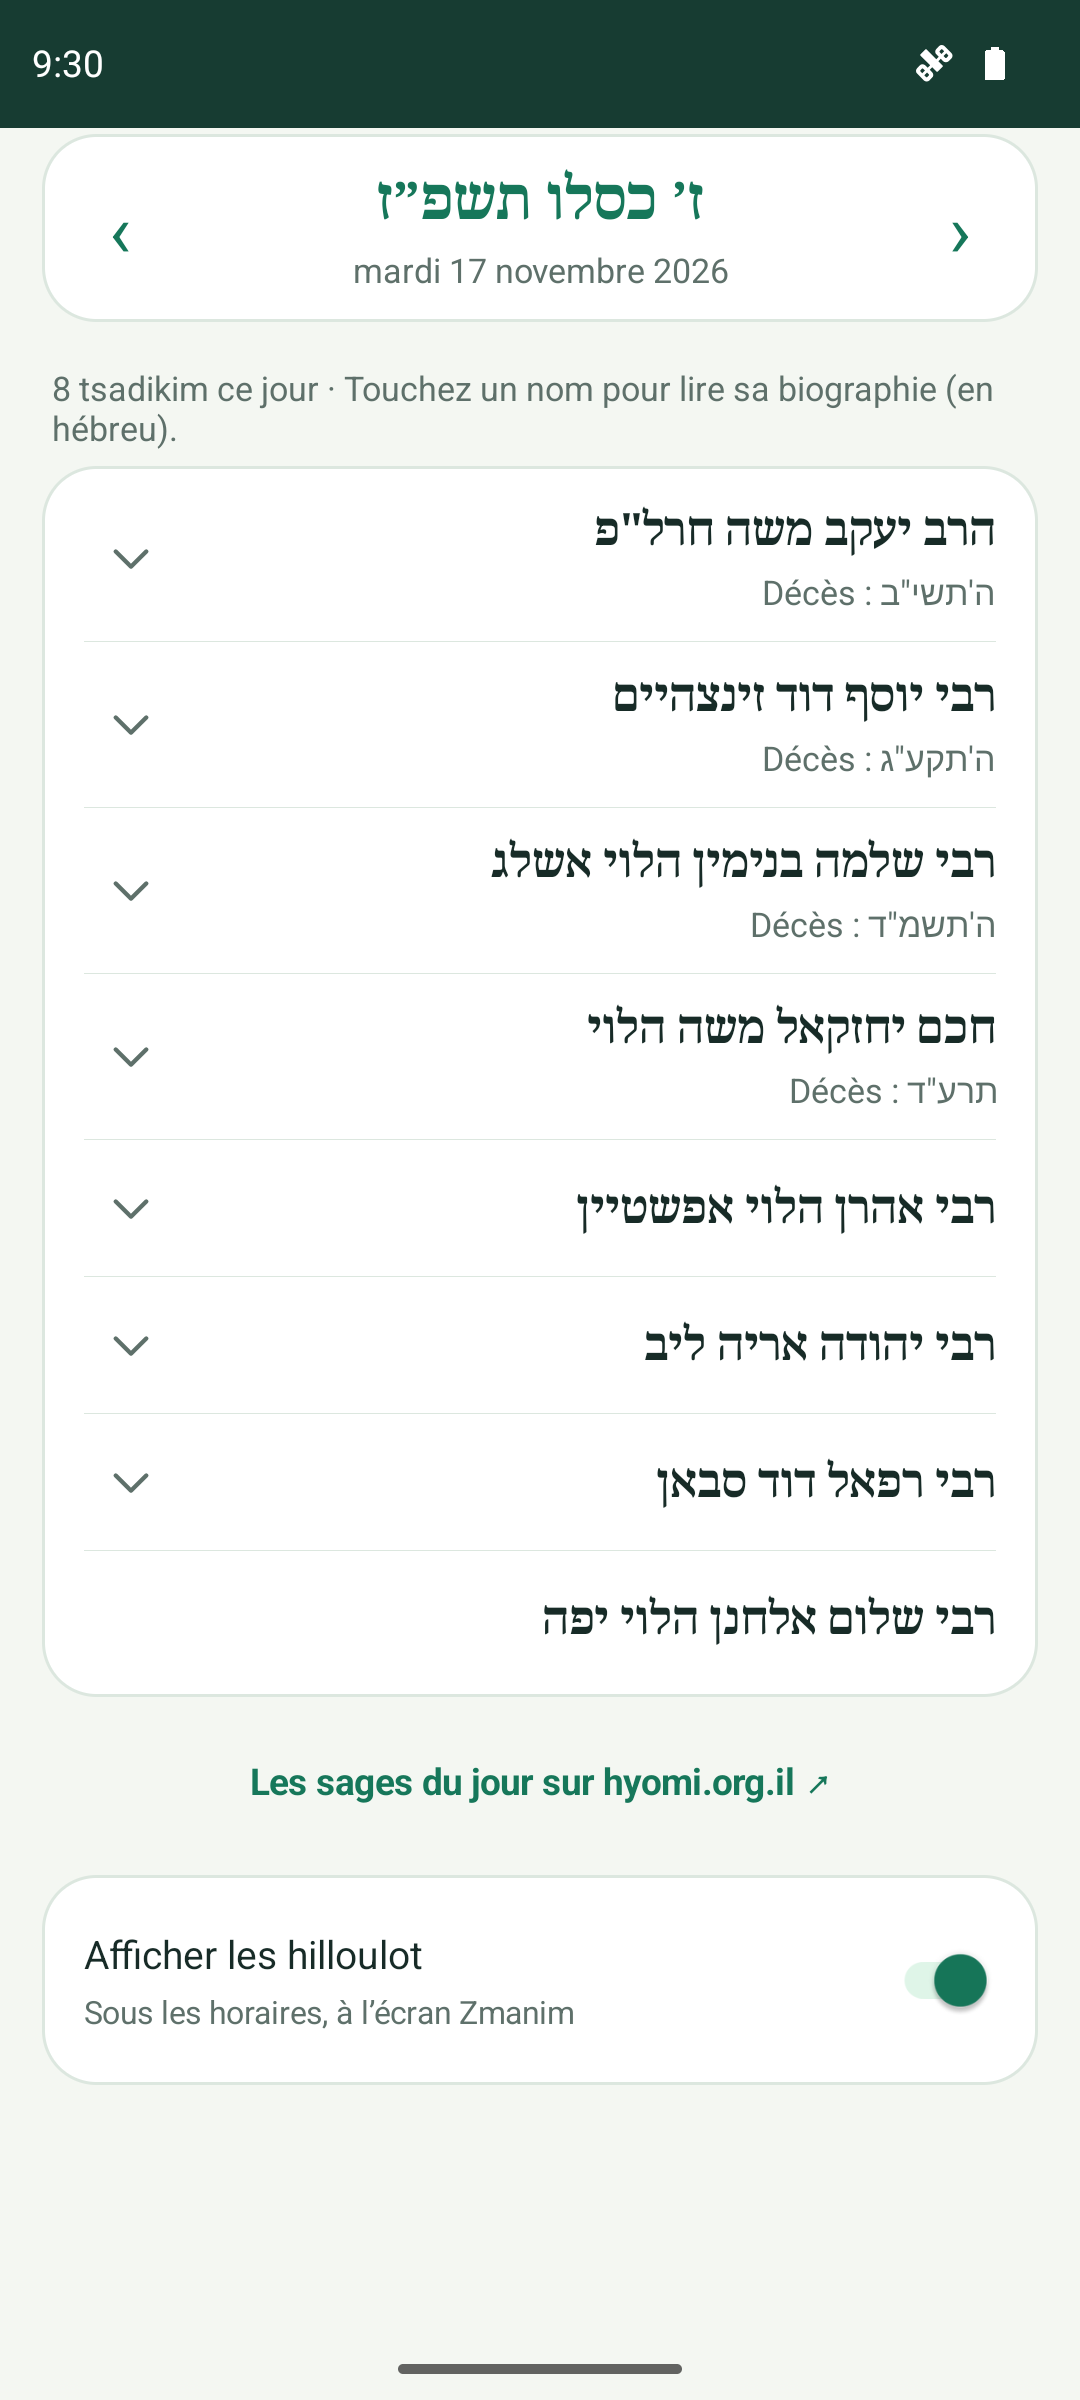 9:30
ז׳ כסלו תשפ״ז
mardi 17 novembre 2026
8 tsadikim ce jour · Touchez un nom pour lire sa biographie (en
hébreu).
הרב יעקב משה חרל"פ
Décès : ה'תשי"ב
רבי יוסף דוד זינצהיים
Décès : ה'תקע"ג
רבי שלמה בנימין הלוי אשלג
Décès : ה'תשמ"ד
חכם יחזקאל משה הלוי
Décès : תרע"ד
רבי אהרן הלוי אפשטיין
רבי יהודה אריה ליב
רבי רפאל דוד סבאן
רבי שלום אלחנן הלוי יפה
Les sages du jour sur hyomi.org.il ↗
Afficher les hilloulot
Sous les horaires, à l’écran Zmanim